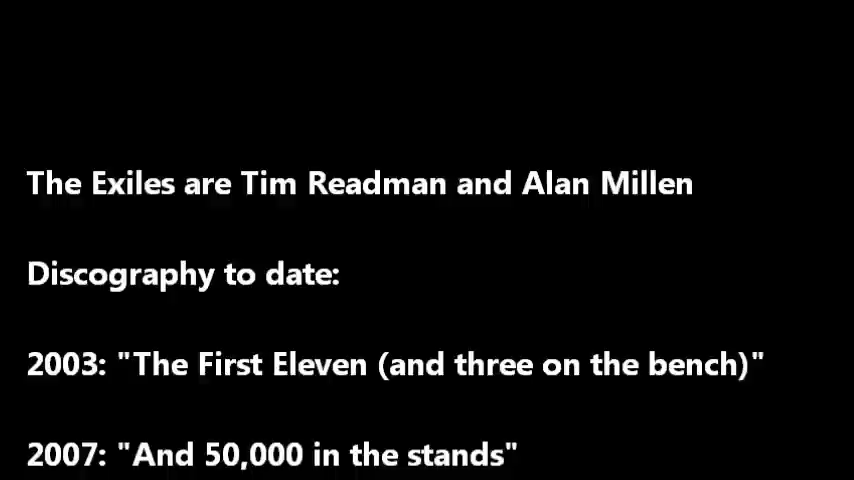 The Exiles are Tim Readman and Alan Millen
Discography to date:
2003: "The First Eleven (and three on the bench)"
2007: "And 50,000 in the stands"